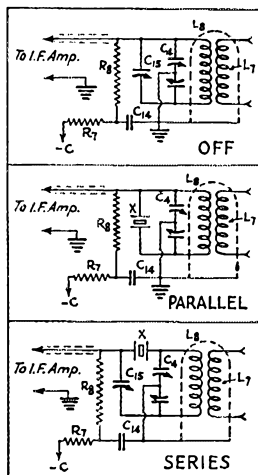 L8
To I.F. Amp.
R8
C15
C4
L7
C14
R7
-C
OFF
L8
To I.F. Amp.
X
C4
R8
L7
R7
C14
-C
PARALLEL
X
L8
To I.F. Amp.
C4
R8
C15
L7
R7
C14
-C
SERIES